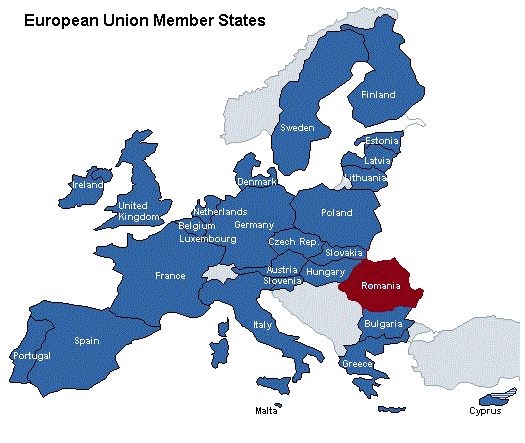 European Union Member States
Finland
Sweden
Estonia
Latvia
Lithuania
Denmark
Ireland
United
Kingdom
Netherlands
Belgium
Germany
Poland
Luxembourg
Czech Rep.
Slovakia
France
Austria
Hungary
Slovenia
Romania
Italy
Bulgaria
Spain
Portugal
Greece
Malta
Cyprus